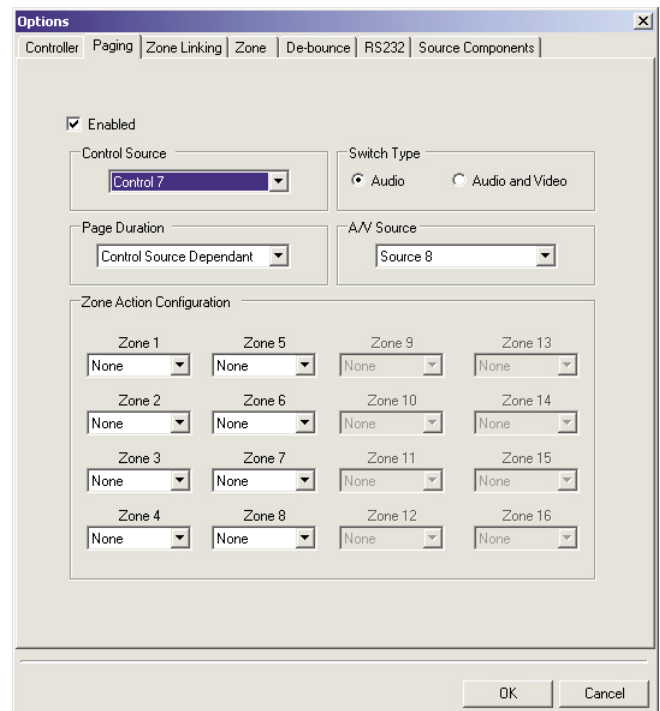 Options
Controller Paging Zone Linking Zone De-bounce RS232 Source Components
Enabled
Control Source Switch Type
Control 7 Audio Audio and Video
Page Duration A/V Source
Control Source Dependant Source 8
Zone Action Configuration
Zone 1 Zone 5 Zone 9 Zone 13
None None None None
Zone 2 Zone 6 Zone 10 Zone 14
None None None None
Zone 3 Zone 7 Zone 11 Zone 15
None None None None
Zone 4 Zone 8 Zone 12 Zone 16
None None None None
OK Cancel